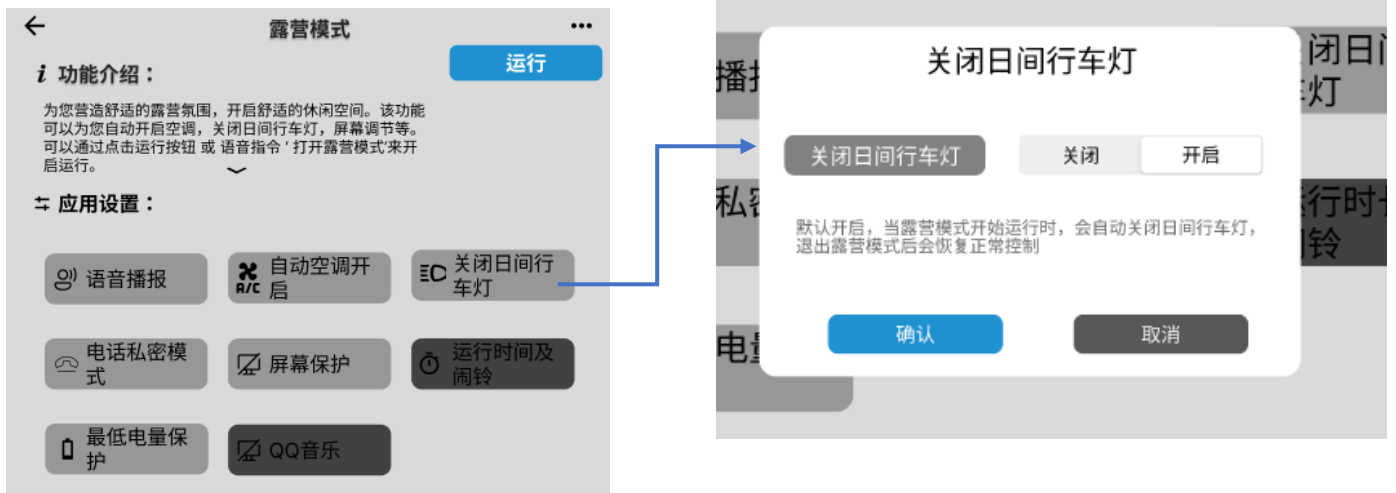 露营模式
运行
i 功能介绍：
为您营造舒适的露营氛围，开启舒适的休闲空间。该功能
可以为您自动开启空调，关闭日间行车灯，屏幕调节等。
可以通过点击运行按钮 或 语音指令 ‘ 打开露营模式’来开
启运行。
应用设置：
语音播报
A/C
自动空调开
启
关闭日间行
车灯
电话私密模
式
屏幕保护
运行时间及
闹铃
最低电量保
护
QQ音乐
关闭日间行车灯
关闭日间行车灯
关闭
开启
默认开启，当露营模式开始运行时，会自动关闭日间行车灯，
退出露营模式后会恢复正常控制
确认
取消
播
闭日
灯
私
行时
铃
电